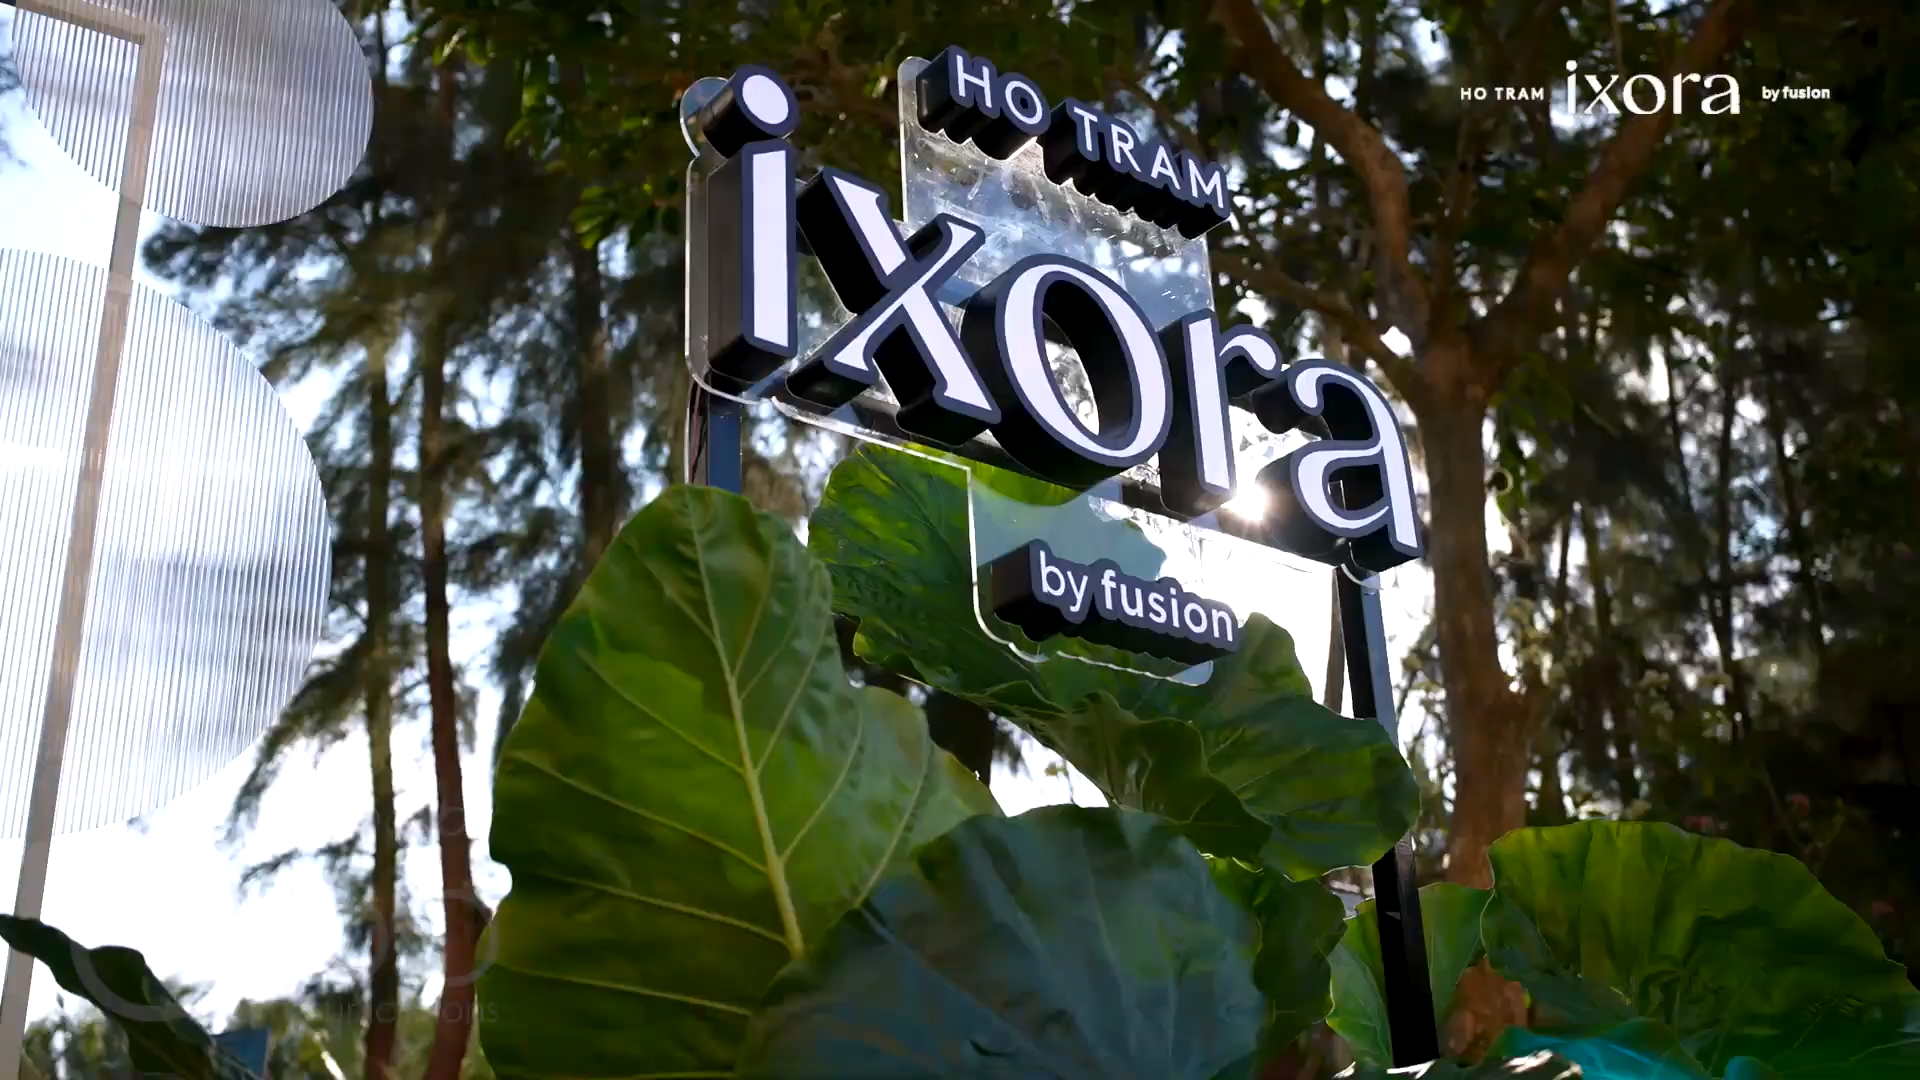 HO TRAM
ixora
by fusion
HO TRAM ixora by fusion